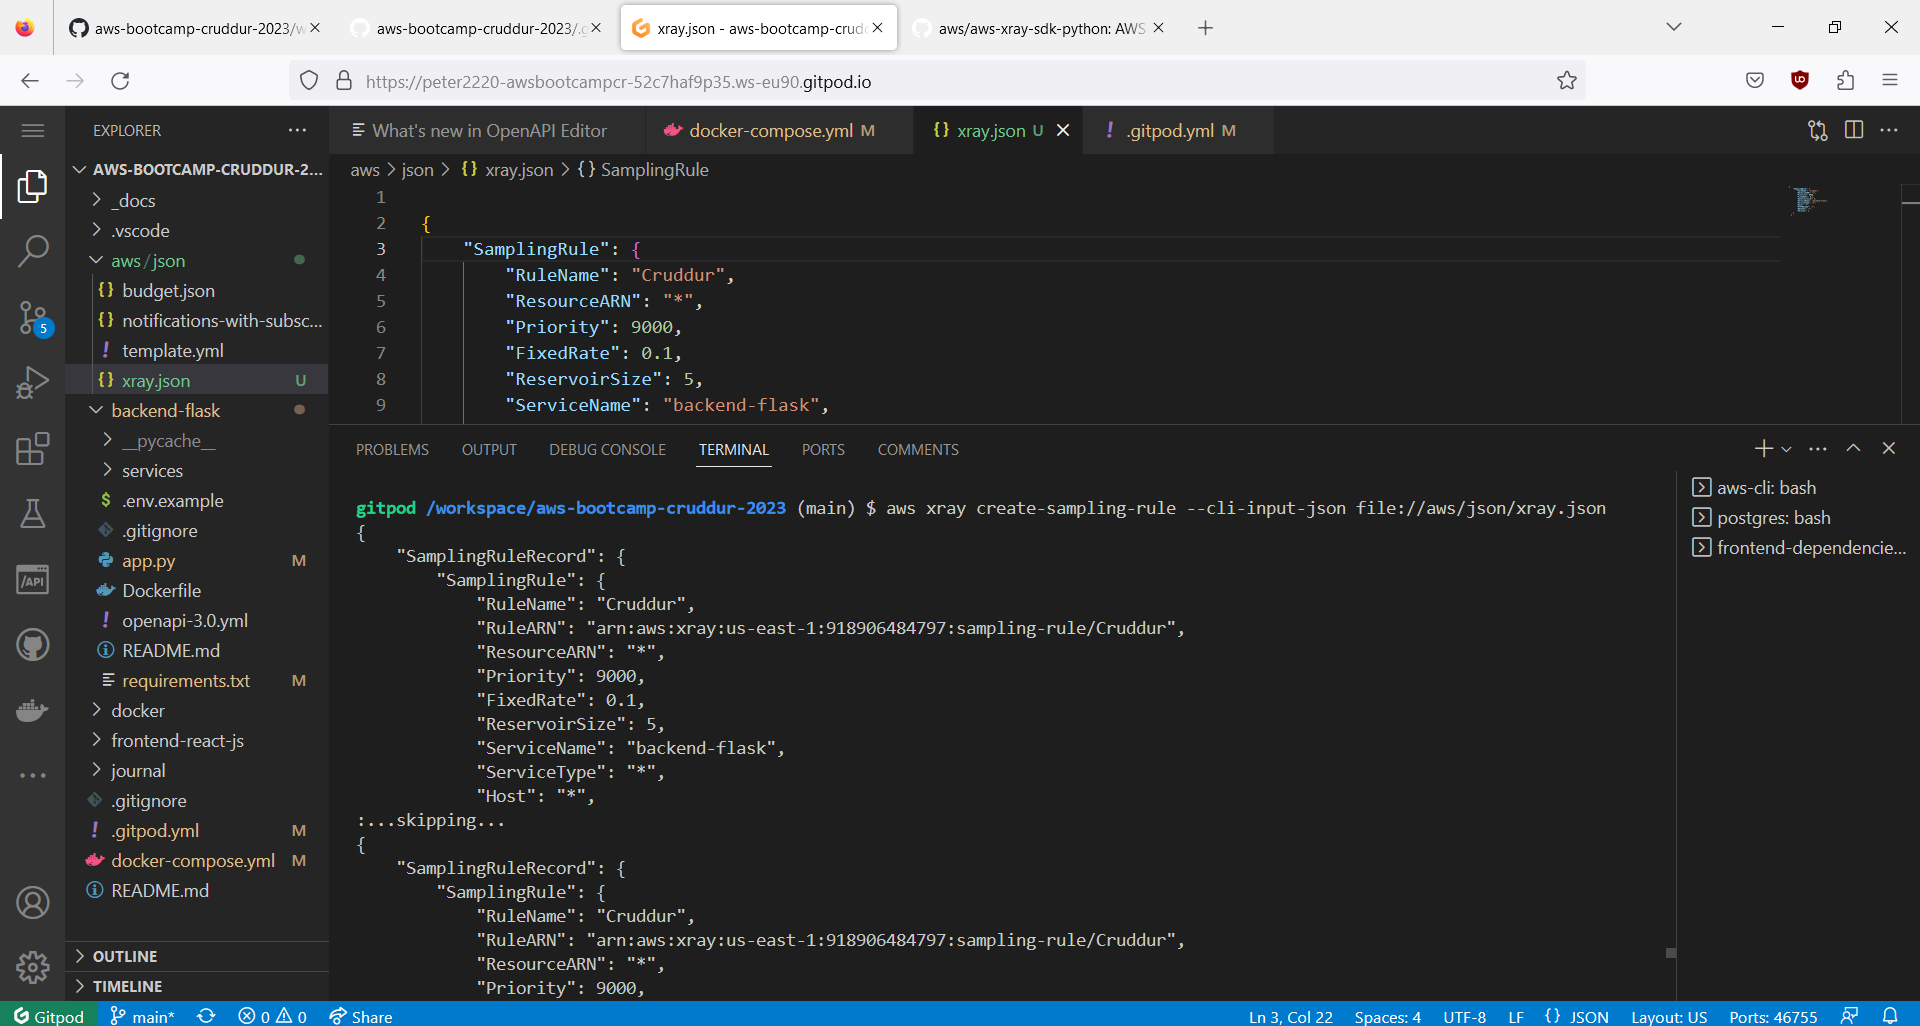 aws-bootcamp-cruddur-2023/w
aws-bootcamp-cruddur-2023/.g
xray.json - aws-bootcamp-crudd
aws/aws-xray-sdk-python: AWS
https://peter2220-awsbootcampcr-52c7haf9p35.ws-eu90.gitpod.io
EXPLORER
What's new in OpenAPI Editor
docker-compose.yml M
{} xray.json U
! .gitpod.yml M
AWS-BOOTCAMP-CRUDDUR-2...
aws > json > {} xray.json > {} SamplingRule
_docs
.vscode
aws/json
{} budget.json
{} notifications-with-subsc...
! template.yml
{} xray.json U
backend-flask
__pycache__
services
$ .env.example
.gitignore
app.py M
Dockerfile
! openapi-3.0.yml
README.md
requirements.txt M
docker
frontend-react-js
journal
.gitignore
! .gitpod.yml M
docker-compose.yml M
README.md
OUTLINE
TIMELINE
5
/API
1
2 {
3 "SamplingRule": {
4 "RuleName": "Cruddur",
5 "ResourceARN": "*",
6 "Priority": 9000,
7 "FixedRate": 0.1,
8 "ReservoirSize": 5,
9 "ServiceName": "backend-flask",
PROBLEMS OUTPUT DEBUG CONSOLE TERMINAL PORTS COMMENTS
gitpod /workspace/aws-bootcamp-cruddur-2023 (main) $ aws xray create-sampling-rule --cli-input-json file://aws/json/xray.json
{
"SamplingRuleRecord": {
"SamplingRule": {
"RuleName": "Cruddur",
"RuleARN": "arn:aws:xray:us-east-1:918906484797:sampling-rule/Cruddur",
"ResourceARN": "*",
"Priority": 9000,
"FixedRate": 0.1,
"ReservoirSize": 5,
"ServiceName": "backend-flask",
"ServiceType": "*",
"Host": "*",
:...skipping...
{
"SamplingRuleRecord": {
"SamplingRule": {
"RuleName": "Cruddur",
"RuleARN": "arn:aws:xray:us-east-1:918906484797:sampling-rule/Cruddur",
"ResourceARN": "*",
"Priority": 9000,
aws-cli: bash
postgres: bash
frontend-dependencie...
Gitpod main* 0 0 Share
Ln 3, Col 22 Spaces: 4 UTF-8 LF {} JSON Layout: US Ports: 46755